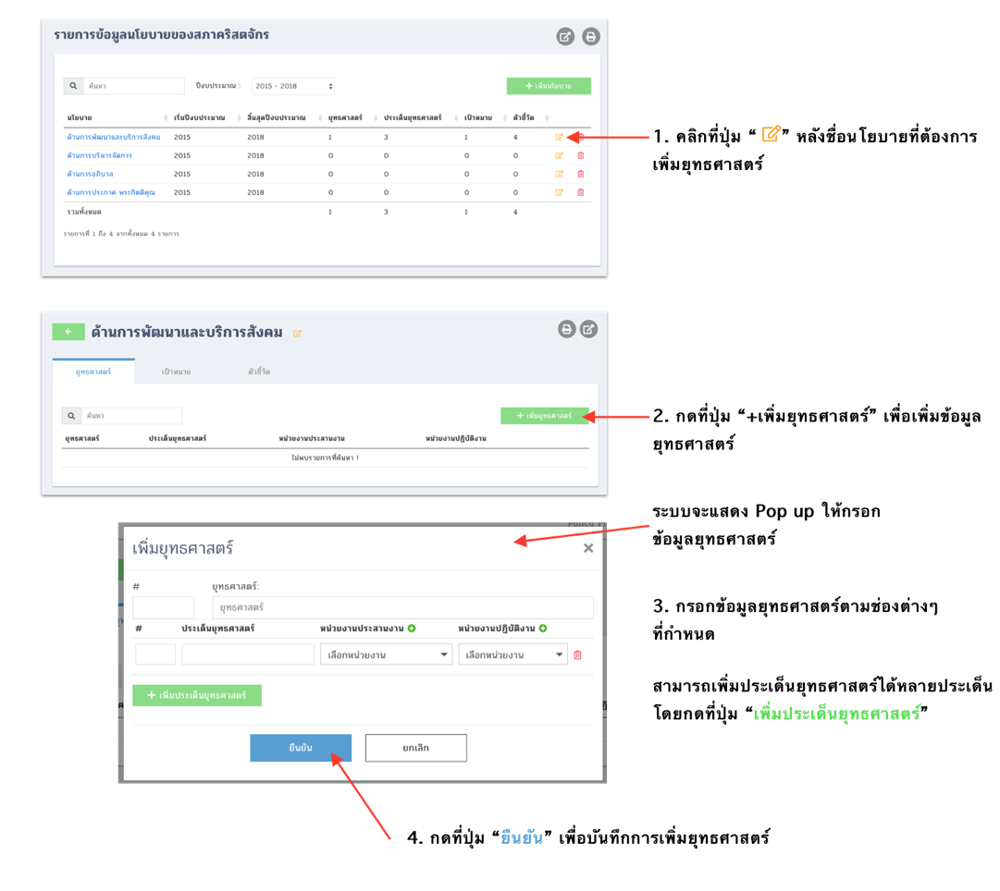 รายการข้อมูลนโยบายของสภาคริสตจักร
ค้นหา ปีงบประมาณ : 2015 - 2018 + เพิ่มนโยบาย
นโยบาย เริ่มปีงบประมาณ สิ้นสุดปีงบประมาณ ยุทธศาสตร์ ประเด็นยุทธศาสตร์ เป้าหมาย ตัวชี้วัด
ด้านการพัฒนาและบริการสังคม 2015 2018 1 3 1 4
ด้านการบริหารจัดการ 2015 2018 0 0 0 0
ด้านการอภิบาล 2015 2018 0 0 0 0
ด้านการประกาศ พระกิตติคุณ 2015 2018 0 0 0 0
รวมทั้งหมด 1 3 1 4
รายการที่ 1 ถึง 4 จากทั้งหมด 4 รายการ
1. คลิกที่ปุ่ม “ ” หลังชื่อนโยบายที่ต้องการ
เพิ่มยุทธศาสตร์
ด้านการพัฒนาและบริการสังคม
ยุทธศาสตร์ เป้าหมาย ตัวชี้วัด
ค้นหา + เพิ่มยุทธศาสตร์
ยุทธศาสตร์ ประเด็นยุทธศาสตร์ หน่วยงานประสานงาน หน่วยงานปฏิบัติงาน
ไม่พบรายการที่ค้นหา !
2. กดที่ปุ่ม “+เพิ่มยุทธศาสตร์” เพื่อเพิ่มข้อมูล
ยุทธศาสตร์
ระบบจะแสดง Pop up ให้กรอก
ข้อมูลยุทธศาสตร์
เพิ่มยุทธศาสตร์ ×
# ยุทธศาสตร์:
ยุทธศาสตร์
# ประเด็นยุทธศาสตร์ หน่วยงานประสานงาน หน่วยงานปฏิบัติงาน
เลือกหน่วยงาน เลือกหน่วยงาน
+ เพิ่มประเด็นยุทธศาสตร์
ยืนยัน ยกเลิก
3. กรอกข้อมูลยุทธศาสตร์ตามช่องต่างๆ
ที่กำหนด
สามารถเพิ่มประเด็นยุทธศาสตร์ได้หลายประเด็น
โดยกดที่ปุ่ม “เพิ่มประเด็นยุทธศาสตร์”
4. กดที่ปุ่ม “ยืนยัน” เพื่อบันทึกการเพิ่มยุทธศาสตร์